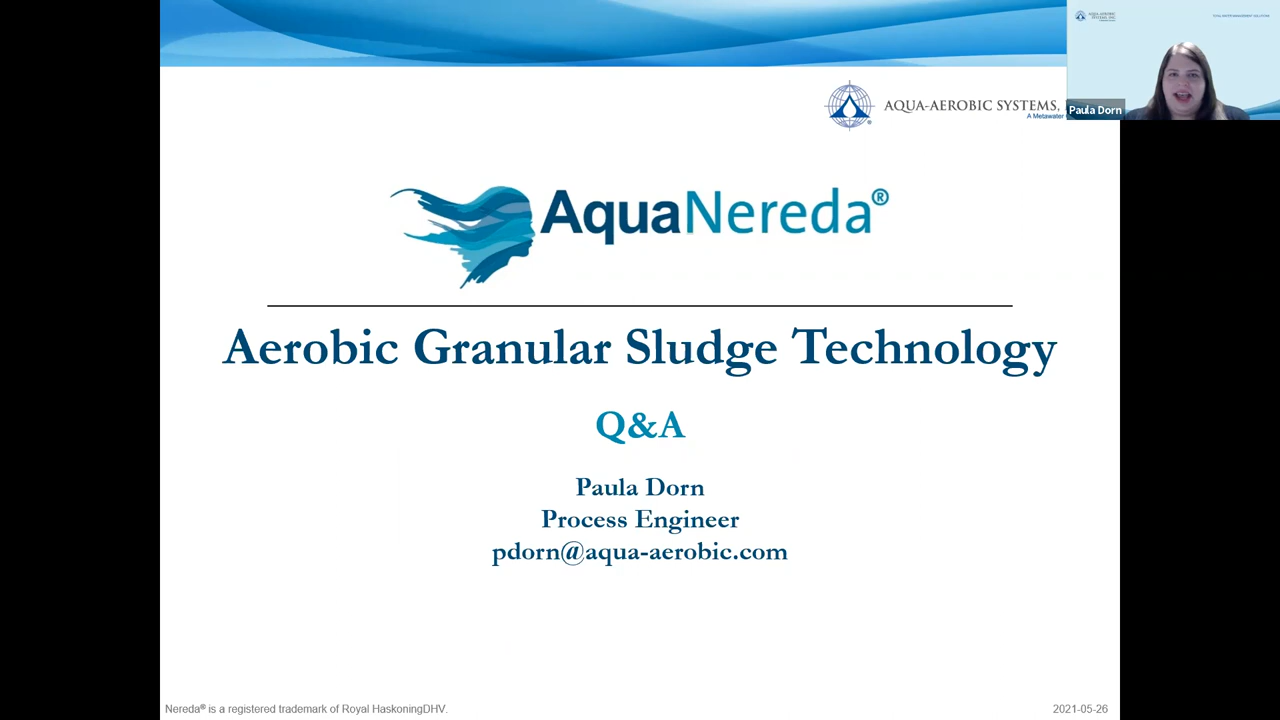 AQUA-AEROBIC SYSTEMS,
A Metawater
Paula Dorn
AquaNereda®
Aerobic Granular Sludge Technology
Q&A
Paula Dorn
Process Engineer
pdorn@aqua-aerobic.com
Nereda® is a registered trademark of Royal HaskoningDHV.
2021-05-26